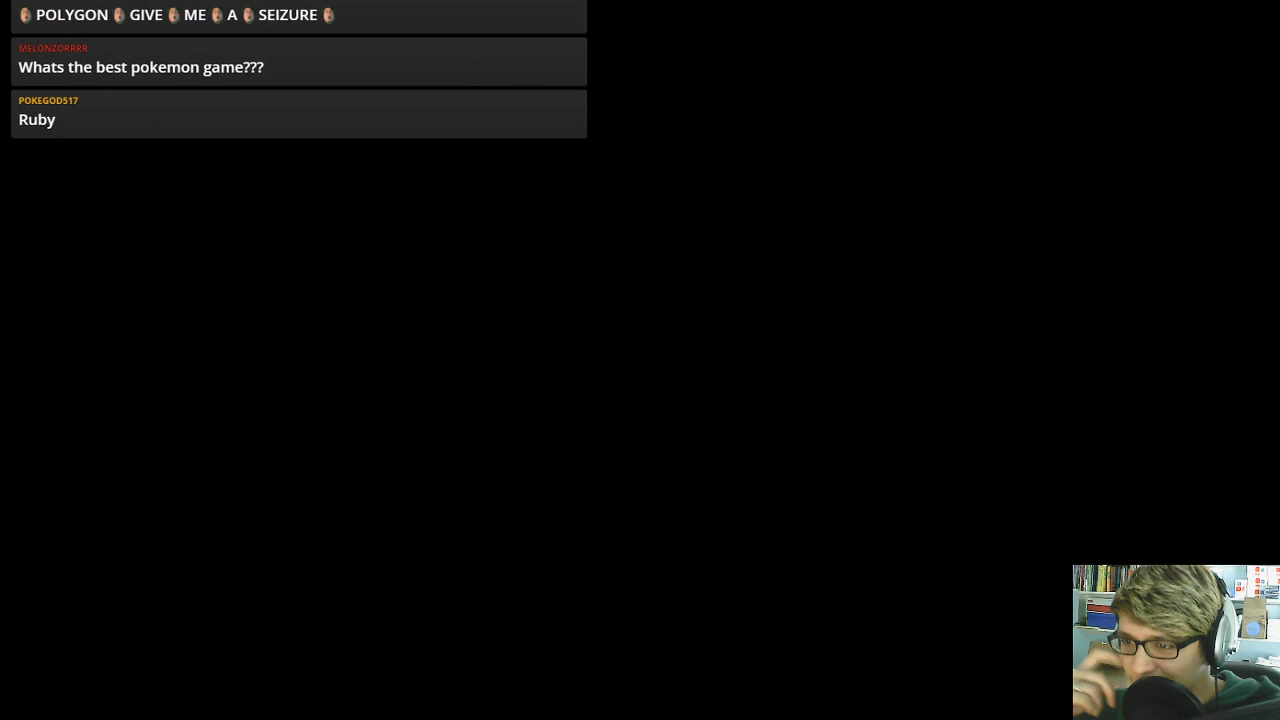 POLYGON GIVE ME A SEIZURE
MELONZORRRR
Whats the best pokemon game???
POKEGOD517
Ruby